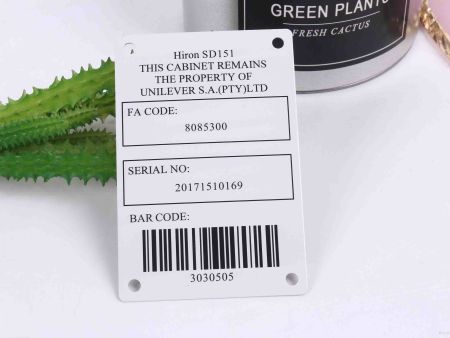 GREEN PLANTS
FRESH CACTUS
Hiron SD151
THIS CABINET REMAINS
THE PROPERTY OF
UNILEVER S.A.(PTY)LTD
FA CODE:
8085300
SERIAL NO:
20171510169
BAR CODE:
3030505